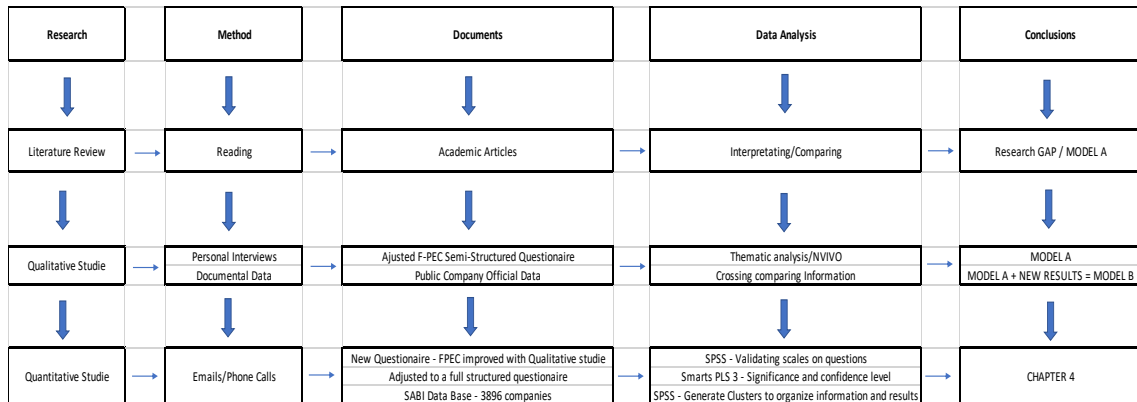 Research
Method
Documents
Data Analysis
Conclusions
Literature Review
Reading
Academic Articles
Interpretating/Comparing
Research GAP / MODEL A
Qualitative Studie
Personal Interviews
Documental Data
Ajusted F-PEC Semi-Structured Questionaire
Public Company Official Data
Thematic analysis/NVIVO
Crossing comparing Information
MODEL A
MODEL A + NEW RESULTS = MODEL B
Quantitative Studie
Emails/Phone Calls
New Questionaire - FPEC improved with Qualitative studie
Adjusted to a full structured questionaire
SABI Data Base - 3896 companies
SPSS - Validating scales on questions
Smarts PLS 3 - Significance and confidence level
SPSS - Generate Clusters to organize information and results
CHAPTER 4